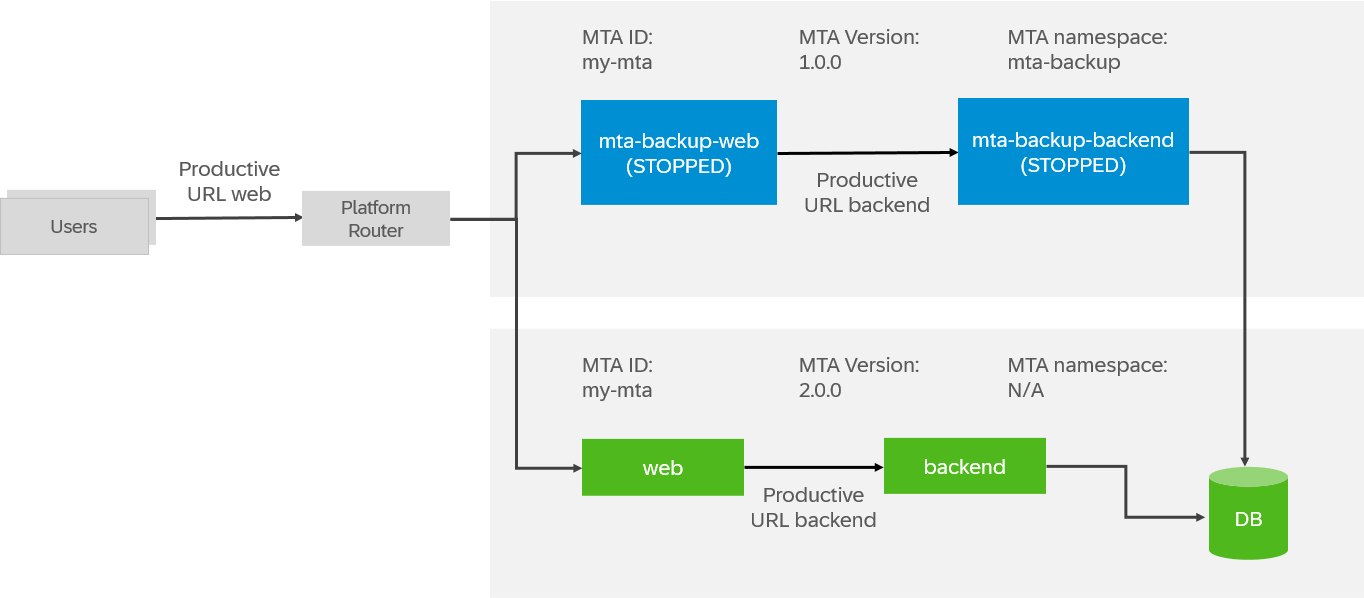 MTA ID:
my-mta
MTA Version:
1.0.0
MTA namespace:
mta-backup
mta-backup-web
(STOPPED)
mta-backup-backend
(STOPPED)
Productive
URL backend
Productive
URL web
Users
Platform
Router
MTA ID:
my-mta
MTA Version:
2.0.0
MTA namespace:
N/A
web
backend
Productive
URL backend
DB